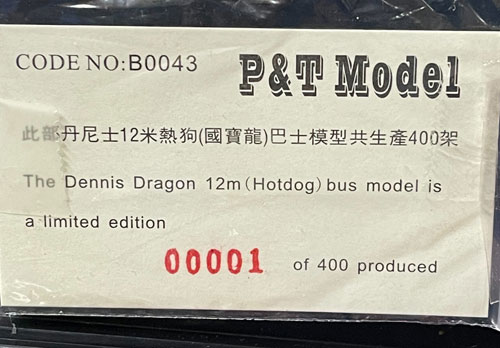 CODE NO:B0043
P&T Model
此部丹尼士12米熱狗(國寶龍)巴士模型共生產400架
The Dennis Dragon 12m(Hotdog) bus model is
a limited edition
00001 of 400 produced